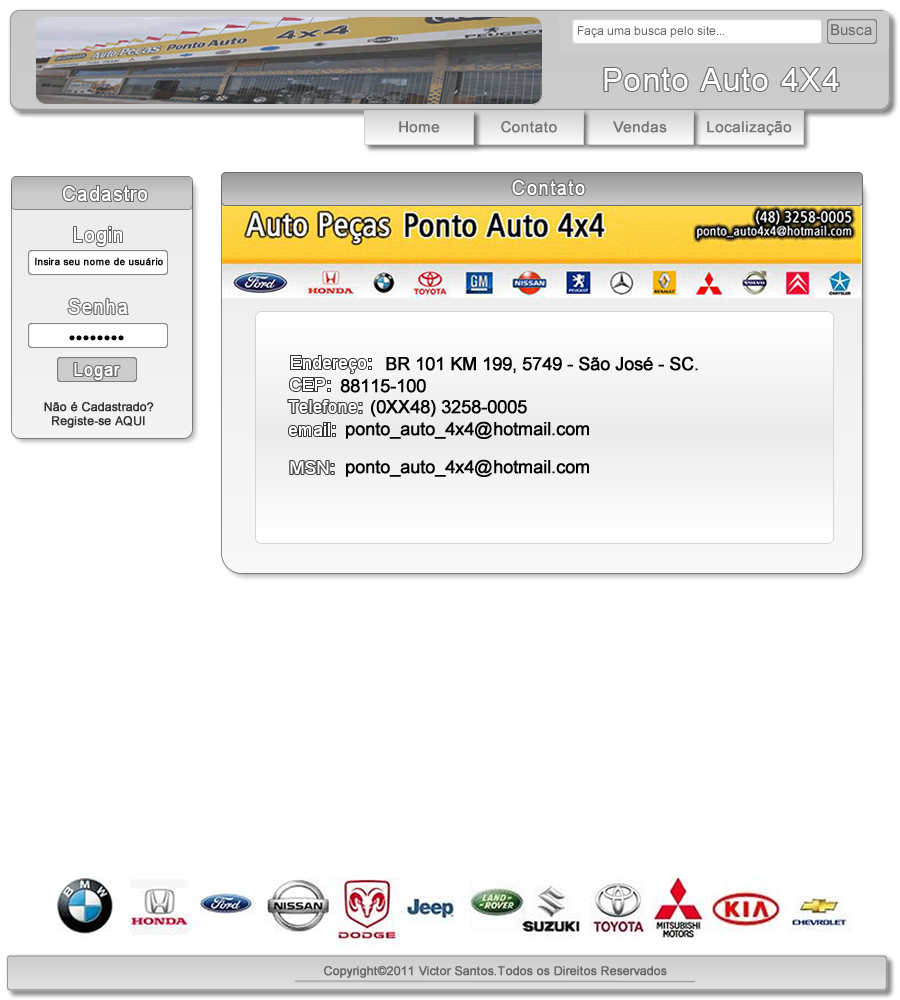 Auto Peças Ponto Auto 4x4
PEUGEOT
Faça uma busca pelo site...
Busca
Ponto Auto 4X4
Home
Contato
Vendas
Localização
Cadastro
Login
Insira seu nome de usuário
Senha
Logar
Não é Cadastrado?
Registe-se AQUI
Contato
Auto Peças Ponto Auto 4x4
(48) 3258-0005
ponto_auto4x4@hotmail.com
Ford
HONDA
TOYOTA
GM
NISSAN
PEUGEOT
RENAULT
VOLVO
CHRYSLER
Endereço: BR 101 KM 199, 5749 - São José - SC.
CEP: 88115-100
Telefone: (0XX48) 3258-0005
email: ponto_auto_4x4@hotmail.com
MSN: ponto_auto_4x4@hotmail.com
BMW
HONDA
Ford
NISSAN
DODGE
Jeep
LAND ROVER
SUZUKI
TOYOTA
MITSUBISHI
MOTORS
KIA
CHEVROLET
Copyright©2011 Victor Santos.Todos os Direitos Reservados